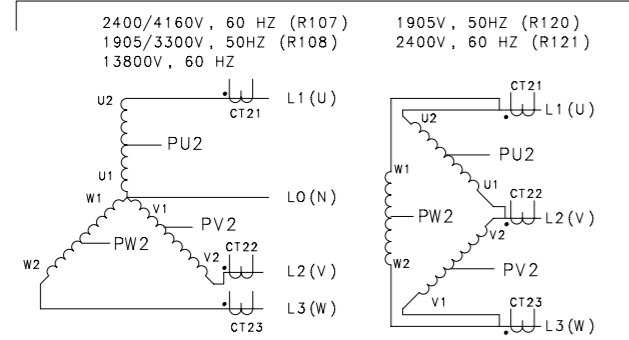 2400/4160V, 60 HZ (R107)
1905/3300V, 50HZ (R108)
13800V, 60 HZ
1905V, 50HZ (R120)
2400V, 60 HZ (R121)
U2
CT21
L1(U)
PU2
U1
W1
V1
L0(N)
PV2
PW2
W2
V2
CT22
L2(V)
L3(W)
CT23
CT21
L1(U)
U2
PU2
W1
U1
CT22
PW2
L2(V)
V2
W2
PV2
V1
CT23
L3(W)